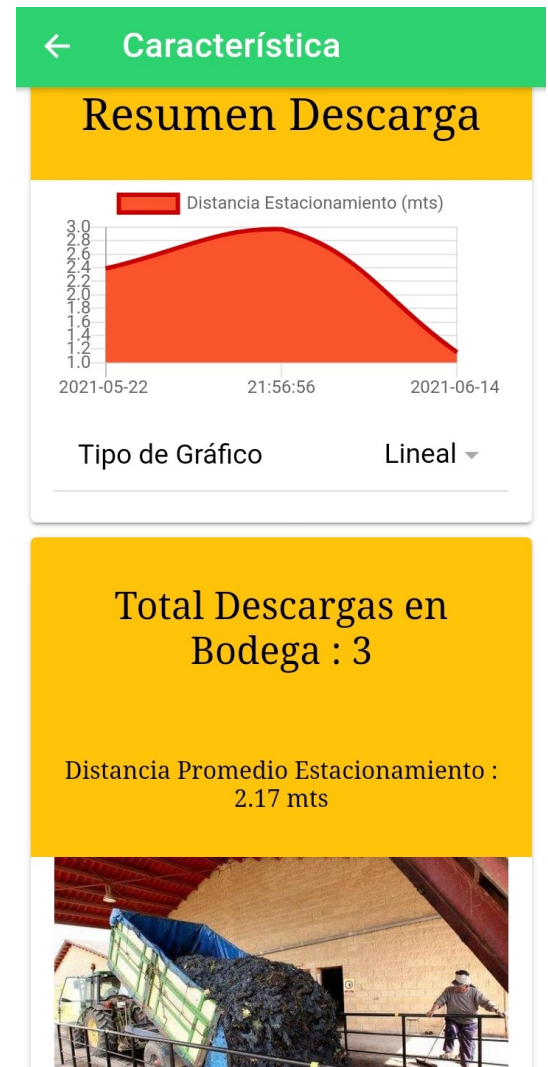 Característica
Resumen Descarga
Distancia Estacionamiento (mts)
3.0
2.8
2.6
2.4
2.2
2.0
1.8
1.6
1.4
1.2
1.0
2021-05-22 21:56:56 2021-06-14
Tipo de Gráfico Lineal
Total Descargas en
Bodega : 3
Distancia Promedio Estacionamiento :
2.17 mts